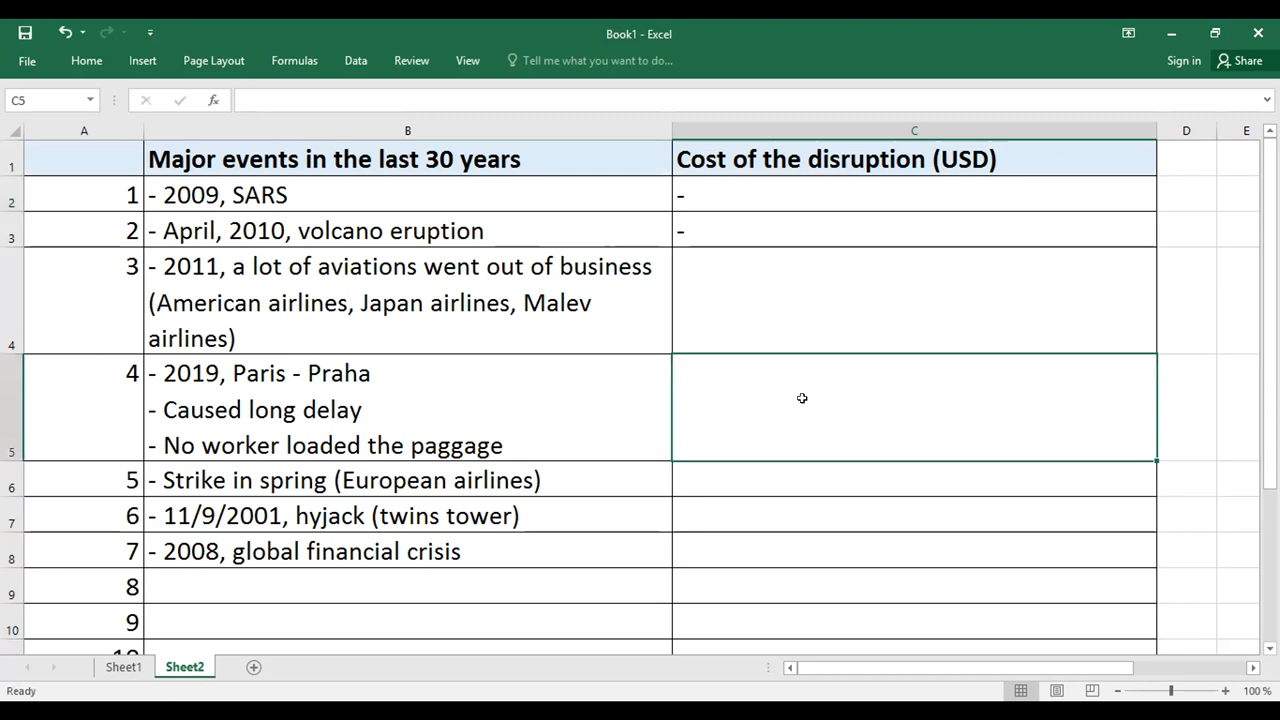 Book1 - Excel
File Home Insert Page Layout Formulas Data Review View Tell me what you want to do... Sign in Share
C5 fx
A B C D E
1 Major events in the last 30 years Cost of the disruption (USD)
2 1 - 2009, SARS -
3 2 - April, 2010, volcano eruption -
3 - 2011, a lot of aviations went out of business
(American airlines, Japan airlines, Malev
4 airlines)
4 - 2019, Paris - Praha
- Caused long delay
5 - No worker loaded the paggage
6 5 - Strike in spring (European airlines)
7 6 - 11/9/2001, hyjack (twins tower)
8 7 - 2008, global financial crisis
9 8
10 9
10
Sheet1 Sheet2
Ready 100 %